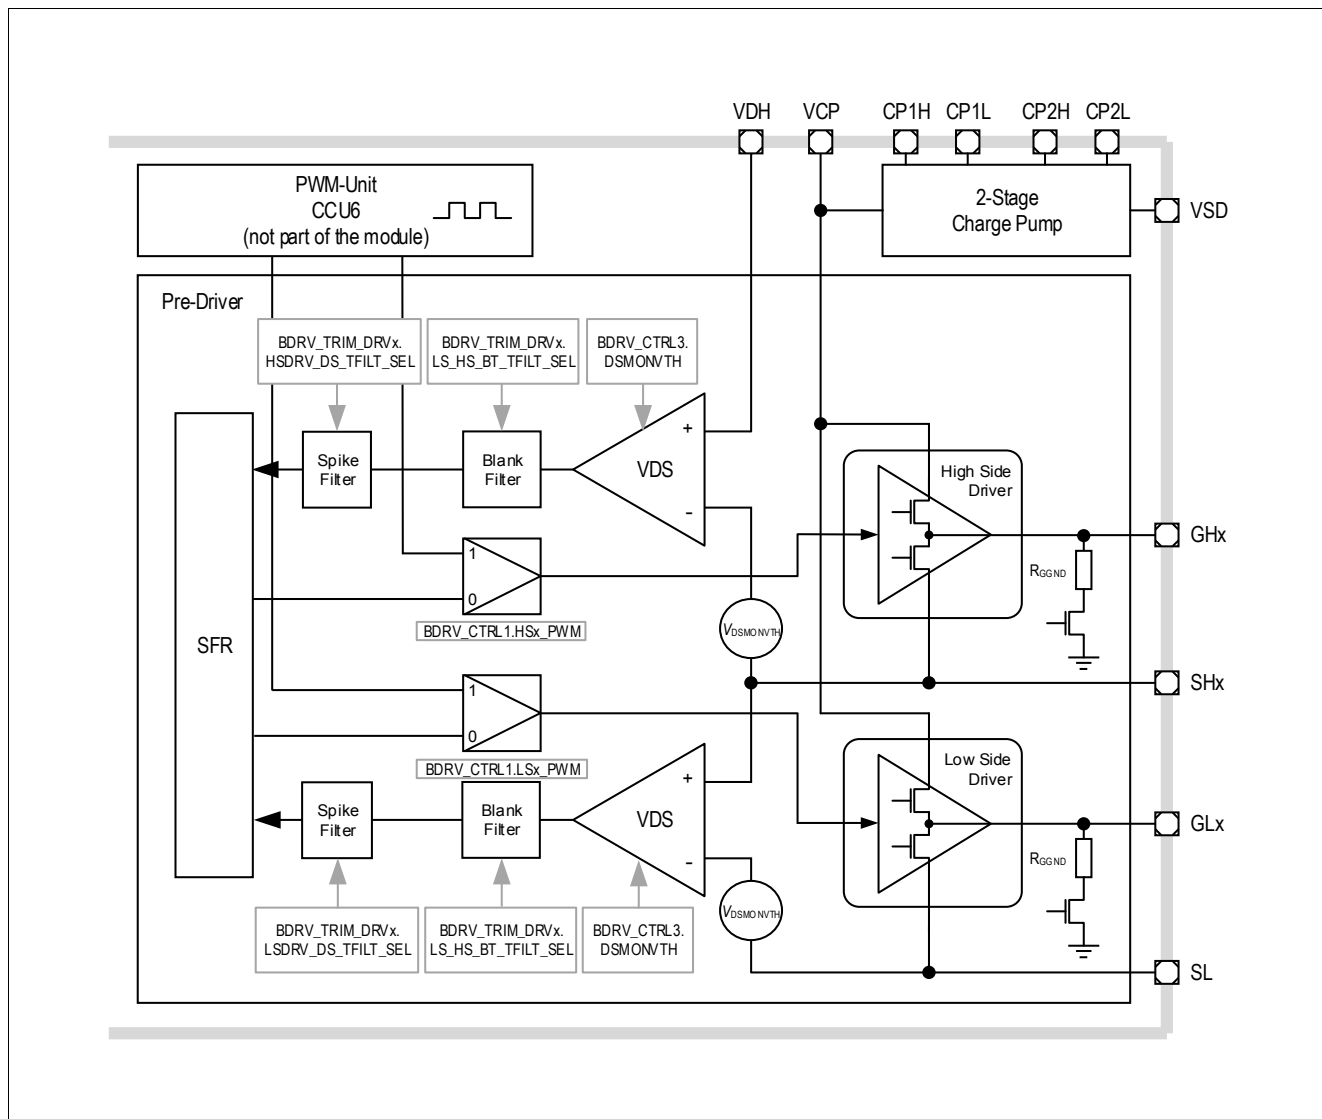 VDH
VCP
CP1H
CP1L
CP2H
CP2L
PWM-Unit
CCU6
(not part of the module)
2-Stage
Charge Pump
VSD
Pre-Driver
BDRV_TRIM_DRVx.
HSDRV_DS_TFILT_SEL
BDRV_TRIM_DRVx.
LS_HS_BT_TFILT_SEL
BDRV_CTRL3.
DSMONVTH
+
VDS
-
Spike
Filter
Blank
Filter
High Side
Driver
1
0
BDRV_CTRL1.HSx_PWM
GHx
RGGND
VDSMONVTH
SFR
SHx
1
0
BDRV_CTRL1.LSx_PWM
Low Side
Driver
+
VDS
-
Spike
Filter
Blank
Filter
GLx
RGGND
VDSMONVTH
BDRV_TRIM_DRVx.
LSDRV_DS_TFILT_SEL
BDRV_TRIM_DRVx.
LS_HS_BT_TFILT_SEL
BDRV_CTRL3.
DSMONVTH
SL